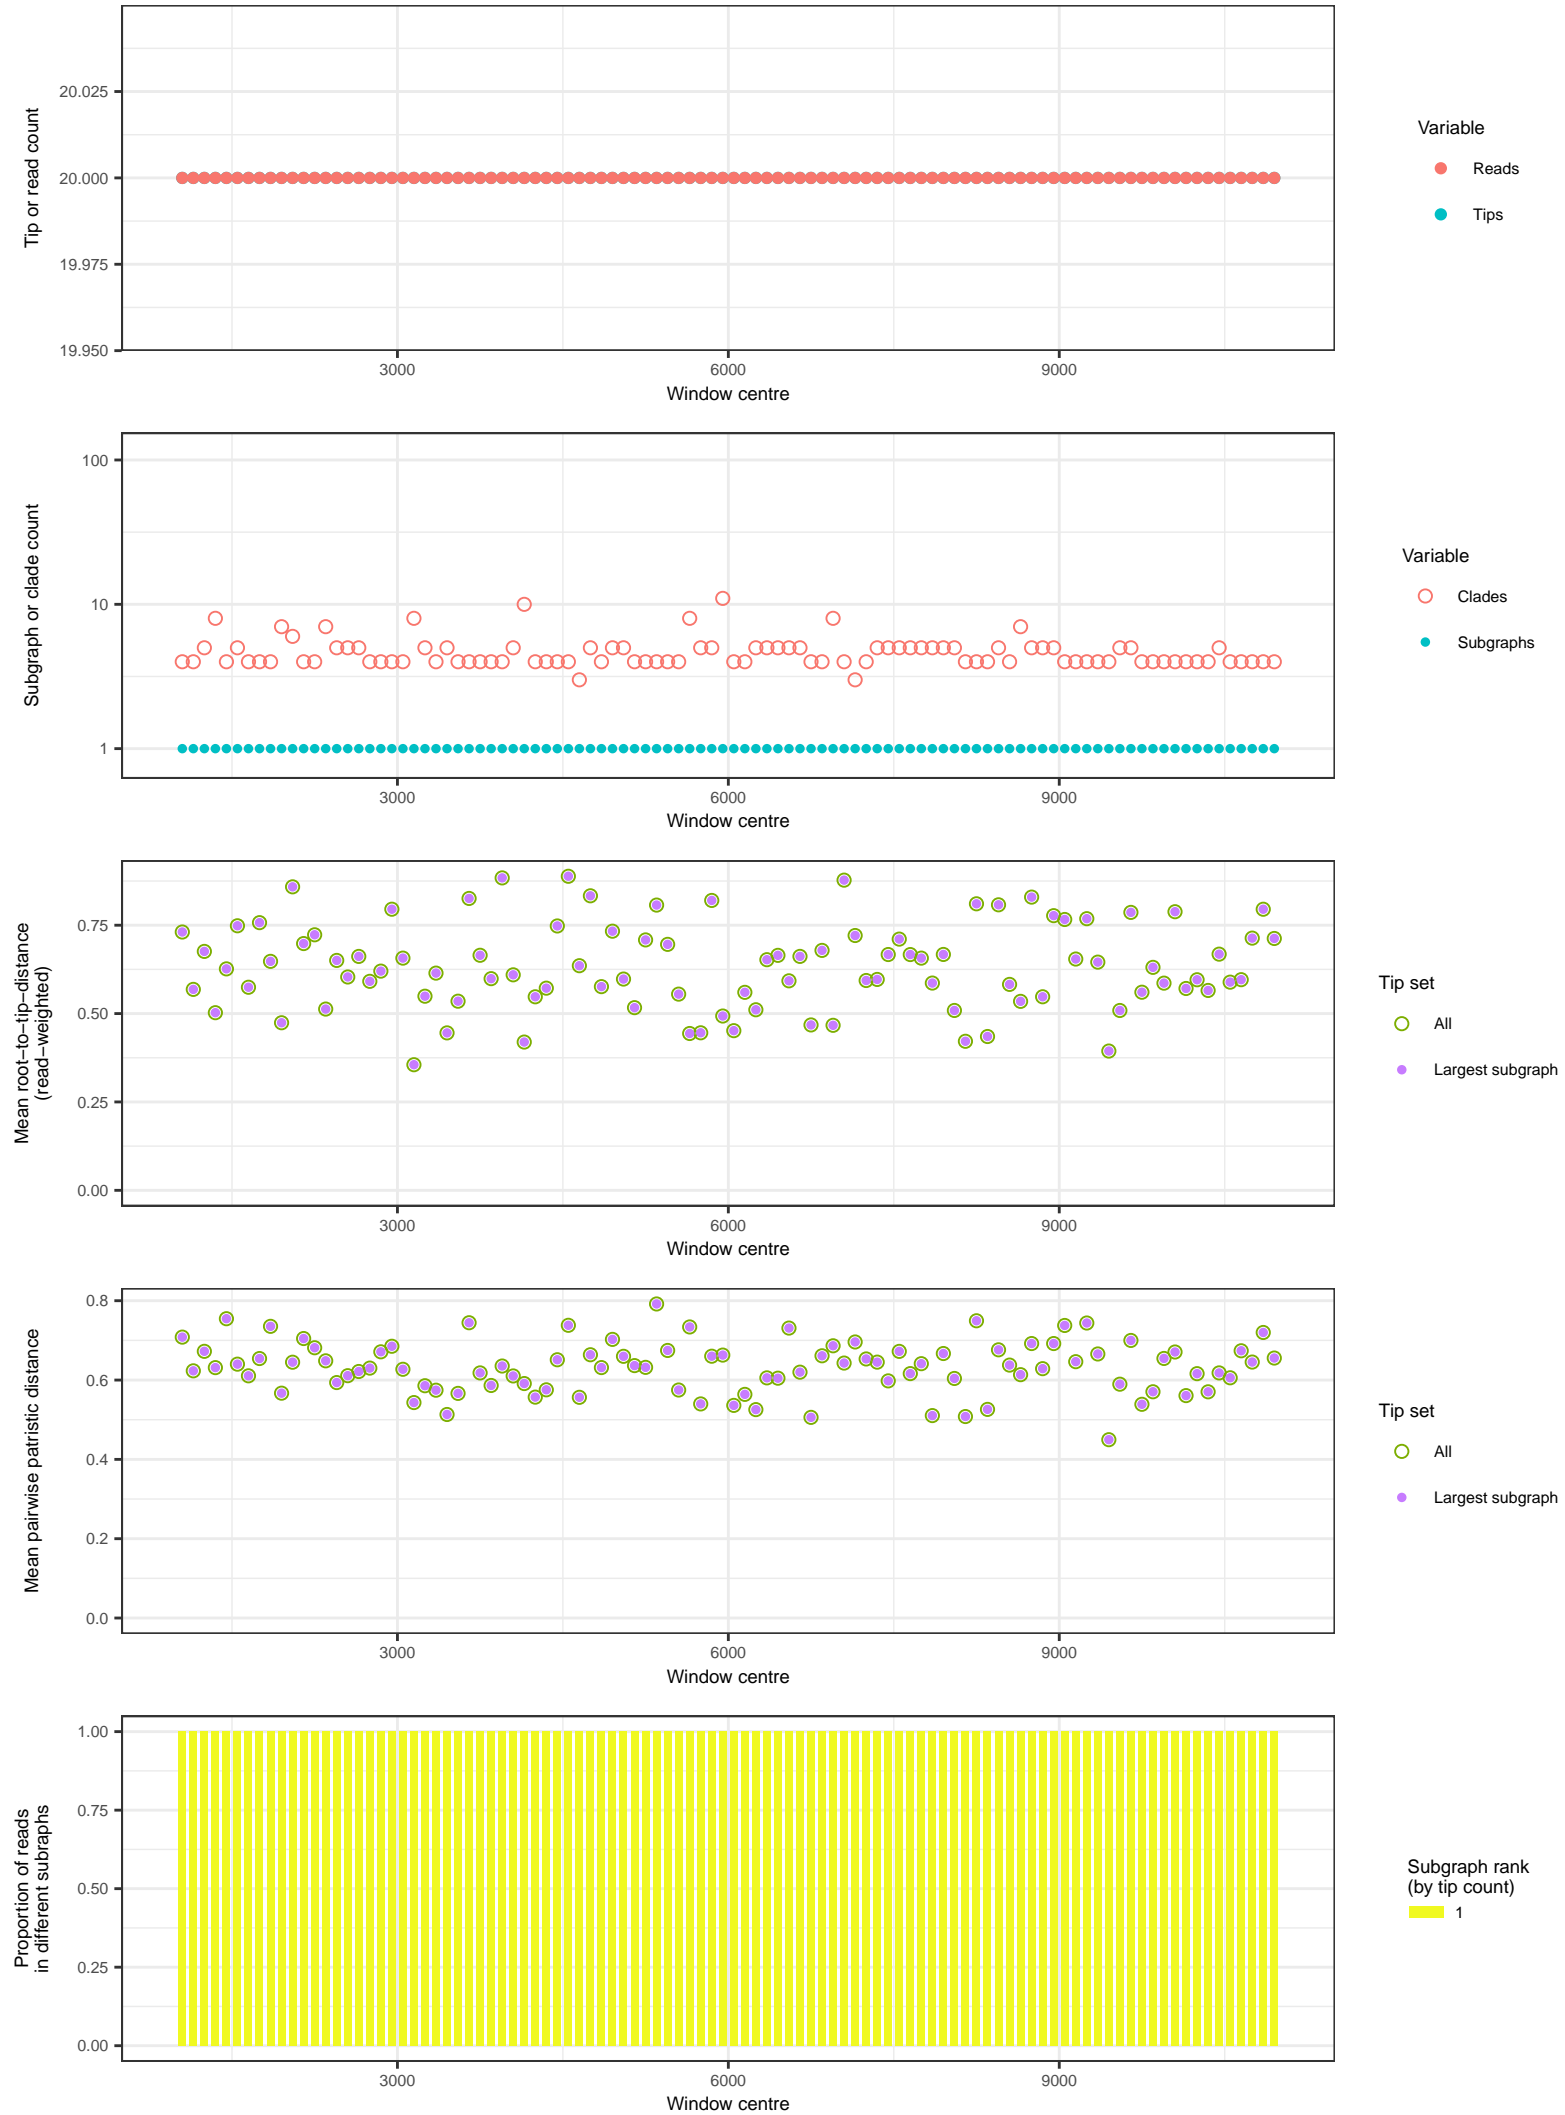 Tip or read count
20.025
20.000
19.975
19.950
3000
6000
9000
Window centre
Variable
Reads
Tips
Subgraph or clade count
100
10
1
3000
6000
9000
Window centre
Variable
Clades
Subgraphs
Mean root−to−tip−distance
(read−weighted)
0.75
0.50
0.25
0.00
3000
6000
9000
Window centre
Tip set
All
Largest subgraph
Mean pairwise patristic distance
0.8
0.6
0.4
0.2
0.0
3000
6000
9000
Window centre
Tip set
All
Largest subgraph
Proportion of reads
in different subraphs
1.00
0.75
0.50
0.25
0.00
3000
6000
9000
Window centre
Subgraph rank
(by tip count)
1